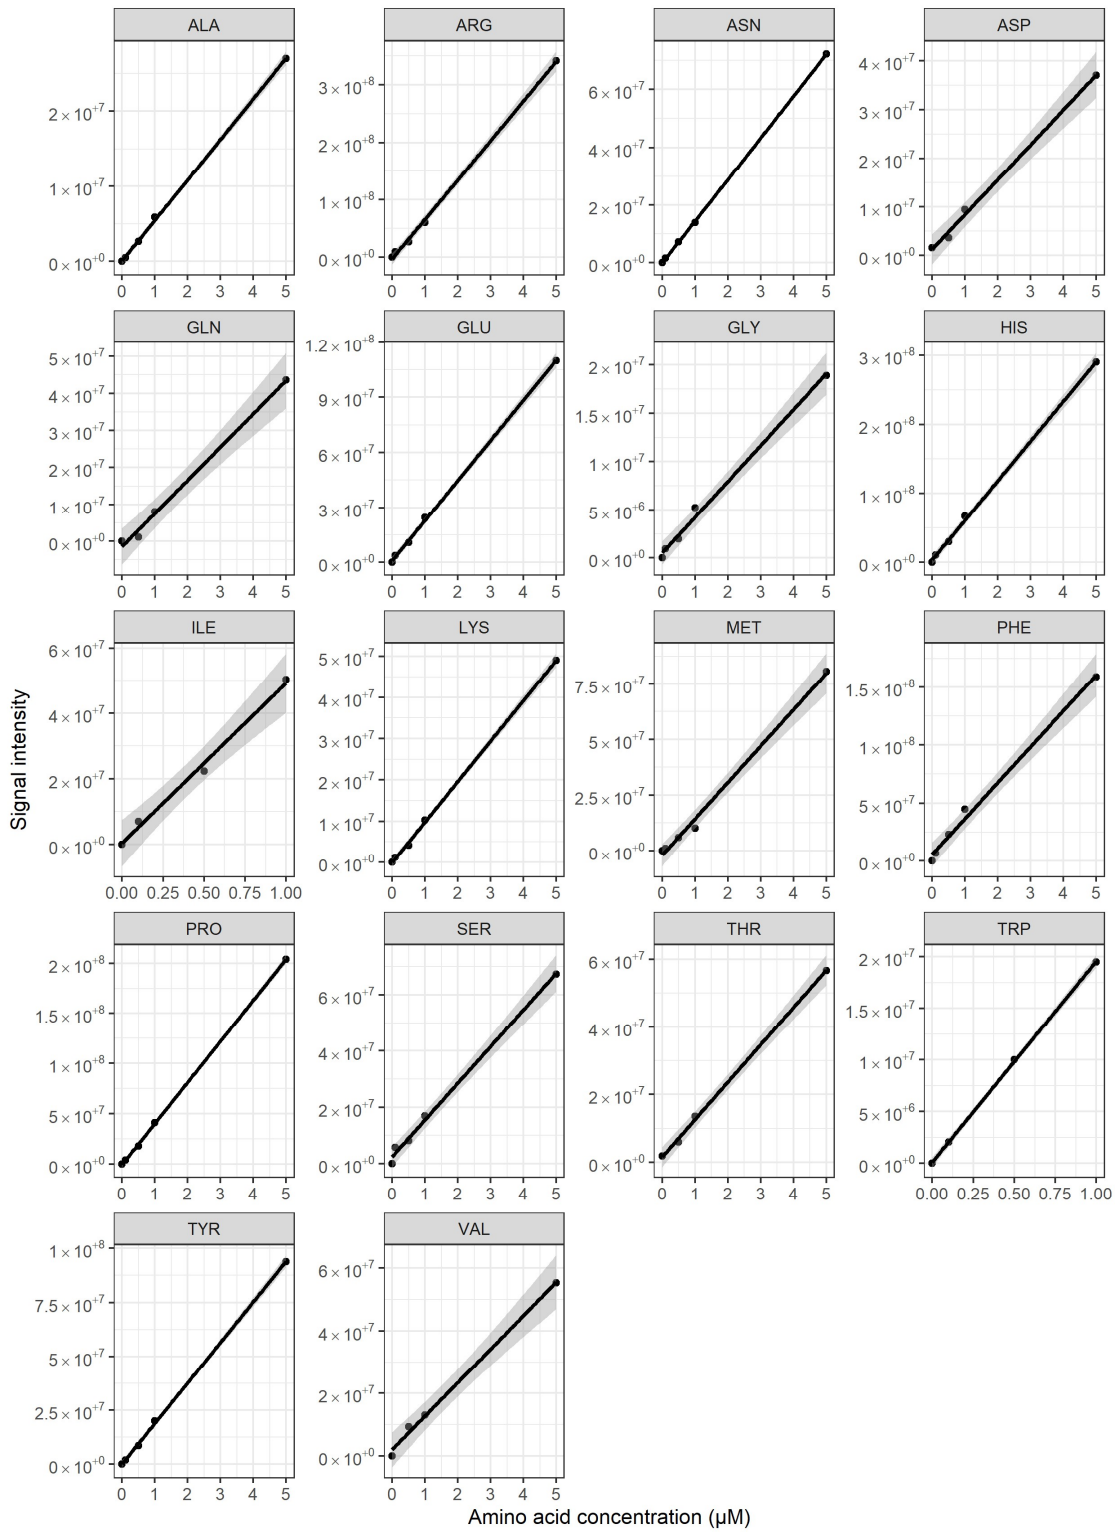 ALA
2 × 10⁺⁷
1 × 10⁺⁷
0 × 10⁺⁰
0 1 2 3 4 5
ARG
3 × 10⁺⁸
2 × 10⁺⁸
1 × 10⁺⁸
0 × 10⁺⁰
0 1 2 3 4 5
ASN
6 × 10⁺⁷
4 × 10⁺⁷
2 × 10⁺⁷
0 × 10⁺⁰
0 1 2 3 4 5
ASP
4 × 10⁺⁷
3 × 10⁺⁷
2 × 10⁺⁷
1 × 10⁺⁷
0 × 10⁺⁰
0 1 2 3 4 5
GLN
5 × 10⁺⁷
4 × 10⁺⁷
3 × 10⁺⁷
2 × 10⁺⁷
1 × 10⁺⁷
0 × 10⁺⁰
0 1 2 3 4 5
GLU
1.2 × 10⁺⁸
9 × 10⁺⁷
6 × 10⁺⁷
3 × 10⁺⁷
0 × 10⁺⁰
0 1 2 3 4 5
GLY
2 × 10⁺⁷
1.5 × 10⁺⁷
1 × 10⁺⁷
5 × 10⁺⁶
0 × 10⁺⁰
0 1 2 3 4 5
HIS
3 × 10⁺⁸
2 × 10⁺⁸
1 × 10⁺⁸
0 × 10⁺⁰
0 1 2 3 4 5
ILE
6 × 10⁺⁷
4 × 10⁺⁷
2 × 10⁺⁷
0 × 10⁺⁰
0.00 0.25 0.50 0.75 1.00
LYS
5 × 10⁺⁷
4 × 10⁺⁷
3 × 10⁺⁷
2 × 10⁺⁷
1 × 10⁺⁷
0 × 10⁺⁰
0 1 2 3 4 5
MET
7.5 × 10⁺⁷
5 × 10⁺⁷
2.5 × 10⁺⁷
0 × 10⁺⁰
0 1 2 3 4 5
PHE
1.5 × 10⁺⁸
1 × 10⁺⁸
5 × 10⁺⁷
0 × 10⁺⁰
0 1 2 3 4 5
PRO
2 × 10⁺⁸
1.5 × 10⁺⁸
1 × 10⁺⁸
5 × 10⁺⁷
0 × 10⁺⁰
0 1 2 3 4 5
SER
6 × 10⁺⁷
4 × 10⁺⁷
2 × 10⁺⁷
0 × 10⁺⁰
0 1 2 3 4 5
THR
6 × 10⁺⁷
4 × 10⁺⁷
2 × 10⁺⁷
0 × 10⁺⁰
0 1 2 3 4 5
TRP
2 × 10⁺⁷
1.5 × 10⁺⁷
1 × 10⁺⁷
5 × 10⁺⁶
0 × 10⁺⁰
0.00 0.25 0.50 0.75 1.00
TYR
1 × 10⁺⁸
7.5 × 10⁺⁷
5 × 10⁺⁷
2.5 × 10⁺⁷
0 × 10⁺⁰
0 1 2 3 4 5
VAL
6 × 10⁺⁷
4 × 10⁺⁷
2 × 10⁺⁷
0 × 10⁺⁰
0 1 2 3 4 5
Signal intensity
Amino acid concentration (µM)